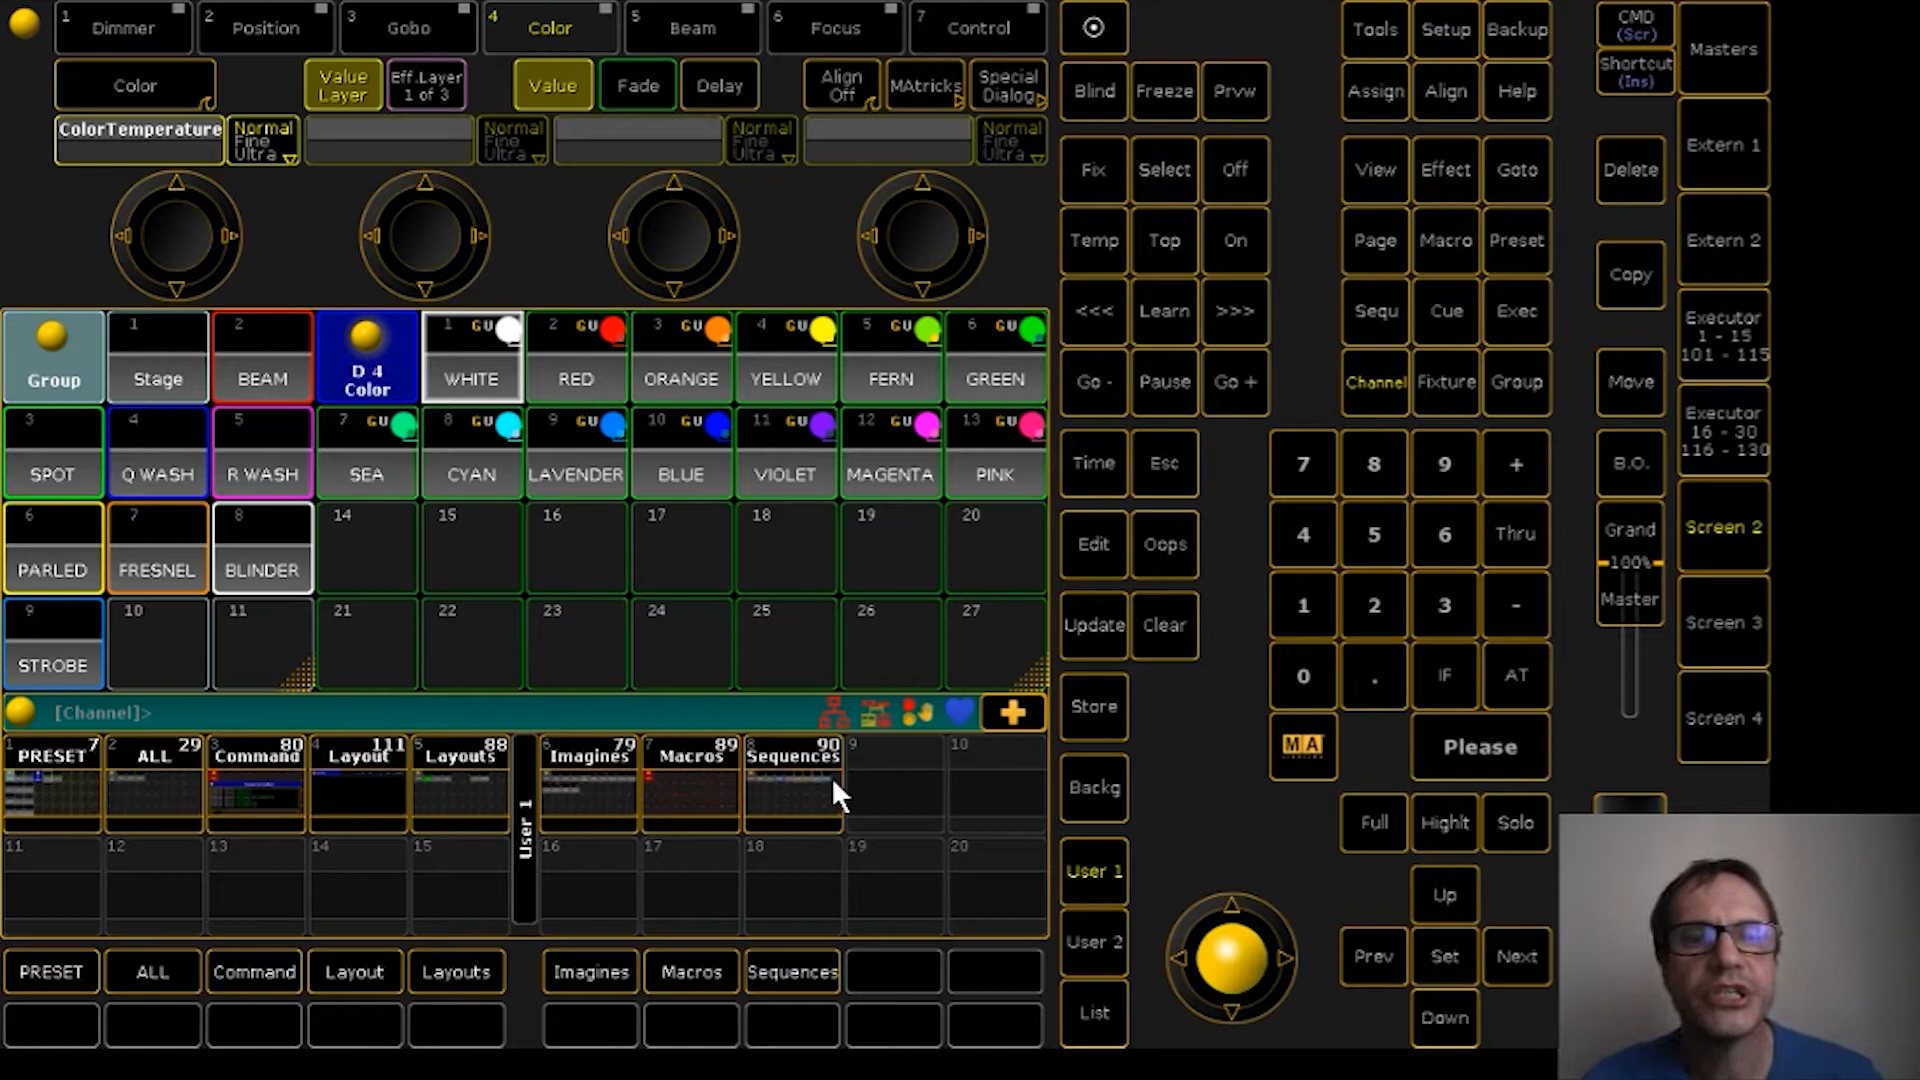 1 Dimmer
2 Position
3 Gobo
4 Color
5 Beam
6 Focus
7 Control
Color
Value Layer
Eff.Layer 1 of 3
Value
Fade
Delay
Align Off
MAtricks
Special Dialog
ColorTemperature
Normal
Fine
Ultra
Normal
Fine
Ultra
Normal
Fine
Ultra
Normal
Fine
Ultra
Group
1 Stage
2 BEAM
D 4 Color
1 GU WHITE
2 GU RED
3 GU ORANGE
4 GU YELLOW
5 GU FERN
6 GU GREEN
3 SPOT
4 Q WASH
5 R WASH
7 GU SEA
8 GU CYAN
9 GU LAVENDER
10 GU BLUE
11 GU VIOLET
12 GU MAGENTA
13 GU PINK
6 PARLED
7 FRESNEL
8 BLINDER
14
15
16
17
18
19
20
9 STROBE
10
11
21
22
23
24
25
26
27
[Channel]>
1 PRESET 7
2 ALL 29
3 Command 80
4 Layout 111
5 Layouts 88
User 1
6 Imagines 79
7 Macros 89
8 Sequences 90
9
10
11
12
13
14
15
16
17
18
19
20
PRESET
ALL
Command
Layout
Layouts
Imagines
Macros
Sequences
Blind
Freeze
Prvw
Fix
Select
Off
Temp
Top
On
<<<
Learn
>>>
Go -
Pause
Go +
Time
Esc
Edit
Oops
Update
Clear
Store
Backg
User 1
User 2
List
Tools
Setup
Backup
Assign
Align
Help
View
Effect
Goto
Page
Macro
Preset
Sequ
Cue
Exec
Channel
Fixture
Group
7
8
9
+
4
5
6
Thru
1
2
3
-
0
.
IF
AT
MA
Please
Full
Highlt
Solo
Up
Prev
Set
Next
Down
CMD
(Scr)
Shortcut
(Ins)
Delete
Copy
Move
B.O.
Grand
100%
Master
Masters
Extern 1
Extern 2
Executor
1 - 15
101 - 115
Executor
16 - 30
116 - 130
Screen 2
Screen 3
Screen 4